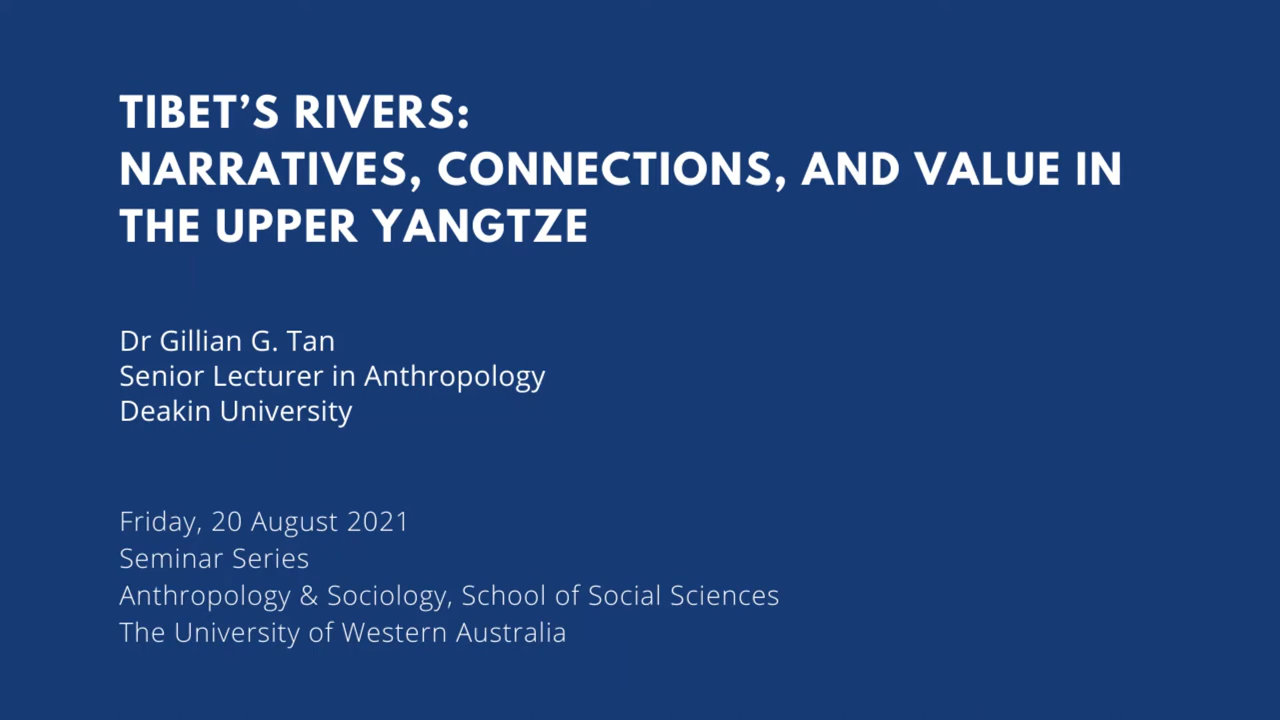 TIBET’S RIVERS:
NARRATIVES, CONNECTIONS, AND VALUE IN
THE UPPER YANGTZE
Dr Gillian G. Tan
Senior Lecturer in Anthropology
Deakin University
Friday, 20 August 2021
Seminar Series
Anthropology & Sociology, School of Social Sciences
The University of Western Australia